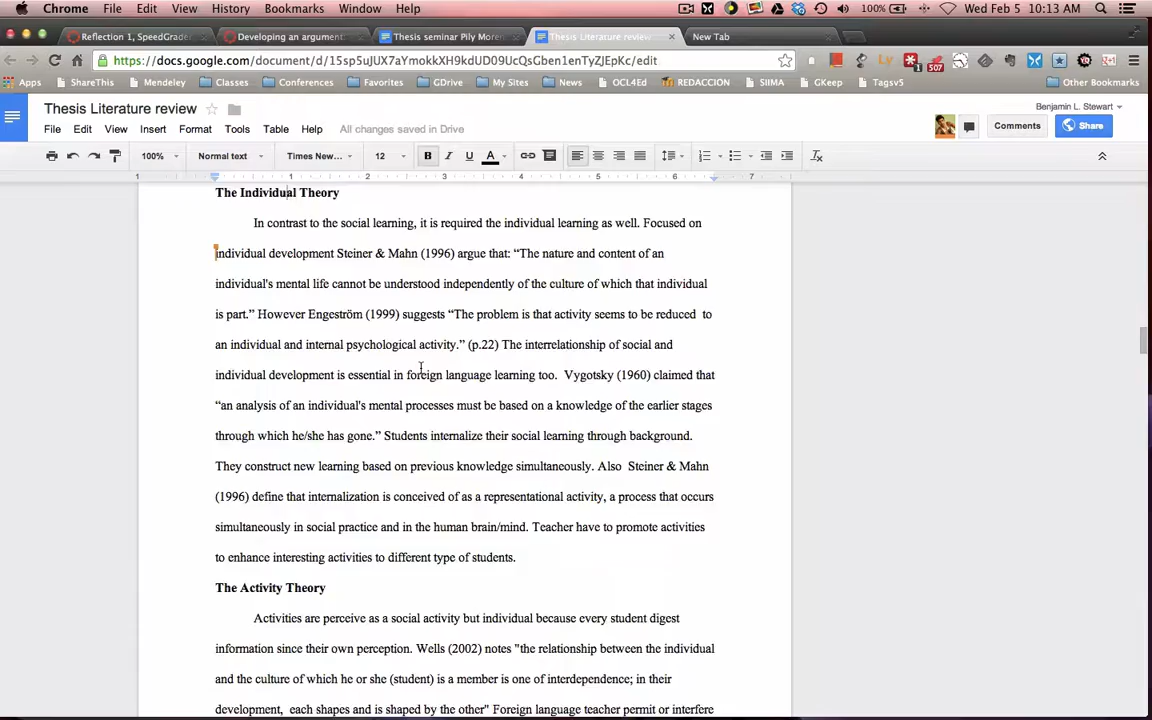 Chrome File Edit View History Bookmarks Window Help 100% Wed Feb 5 10:13 AM
Reflection 1, SpeedGrade Developing an argument: Thesis seminar Pily Moren Thesis Literature review New Tab
https://docs.google.com/document/d/15sp5uJUX7aYmokkXH9kdUD09UcQsGben1enTyZJEpKc/edit
507
Apps ShareThis Mendeley Classes Conferences Favorites GDrive My Sites News OCL4Ed REDACCION SIIMA GKeep Tagsv5 Other Bookmarks
Thesis Literature review Benjamin L. Stewart
File Edit View Insert Format Tools Table Help All changes saved in Drive Comments Share
100% Normal text Times New... 12 B I U A
1 1 2 3 4 5 6 7
The Individual Theory
In contrast to the social learning, it is required the individual learning as well. Focused on
individual development Steiner & Mahn (1996) argue that: “The nature and content of an
individual's mental life cannot be understood independently of the culture of which that individual
is part.” However Engeström (1999) suggests “The problem is that activity seems to be reduced to
an individual and internal psychological activity.” (p.22) The interrelationship of social and
individual development is essential in foreign language learning too. Vygotsky (1960) claimed that
“an analysis of an individual's mental processes must be based on a knowledge of the earlier stages
through which he/she has gone.” Students internalize their social learning through background.
They construct new learning based on previous knowledge simultaneously. Also Steiner & Mahn
(1996) define that internalization is conceived of as a representational activity, a process that occurs
simultaneously in social practice and in the human brain/mind. Teacher have to promote activities
to enhance interesting activities to different type of students.
The Activity Theory
Activities are perceive as a social activity but individual because every student digest
information since their own perception. Wells (2002) notes "the relationship between the individual
and the culture of which he or she (student) is a member is one of interdependence; in their
development, each shapes and is shaped by the other" Foreign language teacher permit or interfere